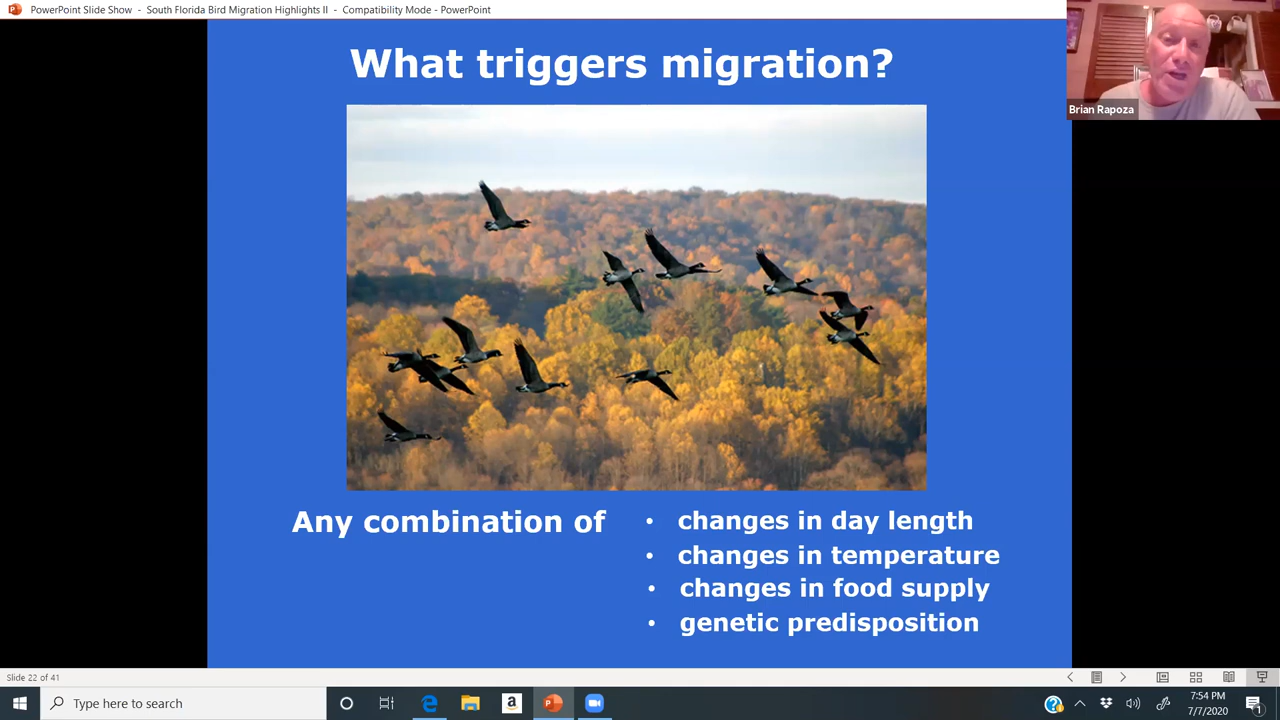 PowerPoint Slide Show - South Florida Bird Migration Highlights II - Compatibility Mode - PowerPoint
What triggers migration?
Brian Rapoza
Any combination of
• changes in day length
• changes in temperature
• changes in food supply
• genetic predisposition
Slide 22 of 41
Type here to search
7:54 PM
7/7/2020